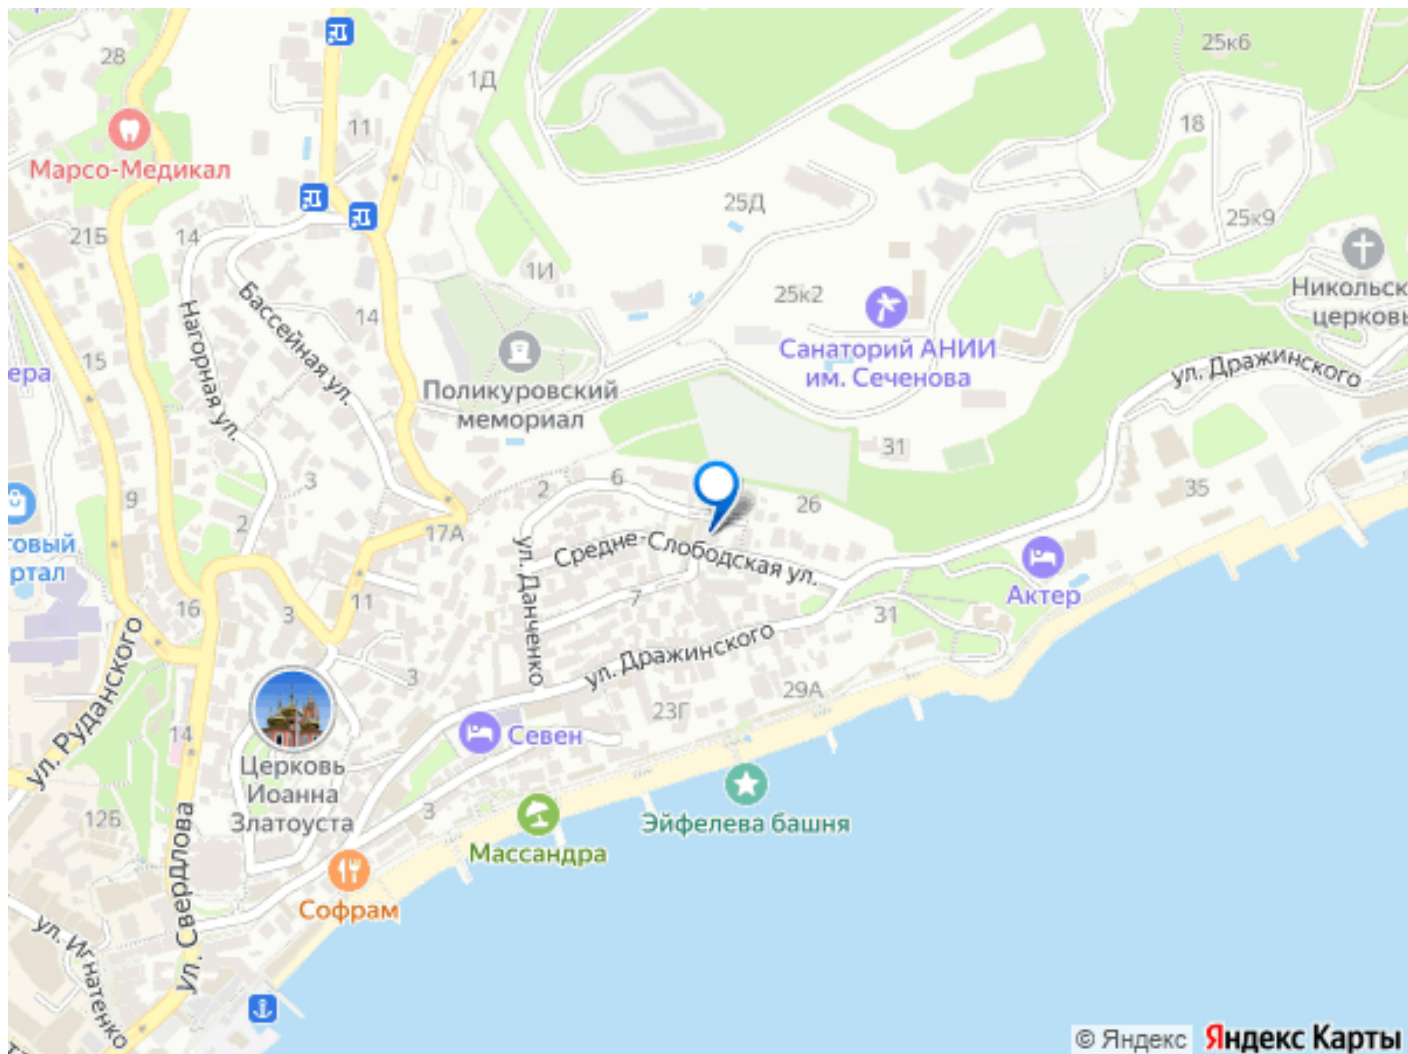 28
1Д
25к6
11
18
Марсо-Медикал
25Д
21Б
14
25к9
1И
Никольск
церковь
25к2
Бассейная ул.
Нагорная ул.
14
15
Санаторий АНИИ
им. Сеченова
ера
Поликуровский
мемориал
ул. Дражинского
31
3
2
6
9
35
26
2
17А
Средне-Слободская ул.
ул. Данченко
товый
ртал
Актер
16
3
11
7
31
ул. Дражинского
3
29А
23Г
ул. Руданского
14
Севен
Церковь
Иоанна
Златоуста
12Б
3
Эйфелева башня
Массандра
ул. Свердлова
Софрам
ул. Игнатенко
© Яндекс Яндекс Карты